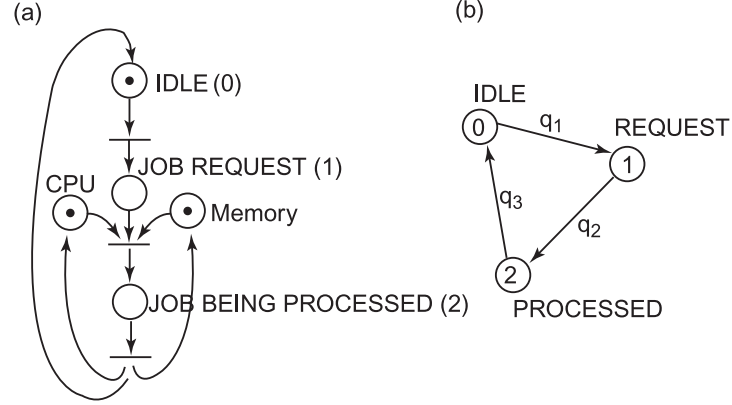 (a)
IDLE (0)
JOB REQUEST (1)
CPU
Memory
JOB BEING PROCESSED (2)
(b)
IDLE
0
q1
REQUEST
1
q3
q2
2
PROCESSED